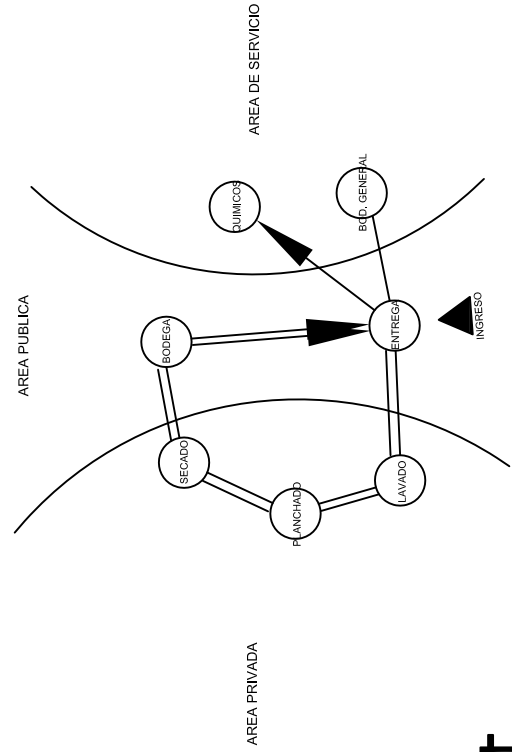 AREA PUBLICA
BODEGA
SECADO
QUIMICOS
AREA PRIVADA
AREA DE SERVICIO
PLANCHADO
BOD. GENERAL
ENTREGA
LAVADO
INGRESO